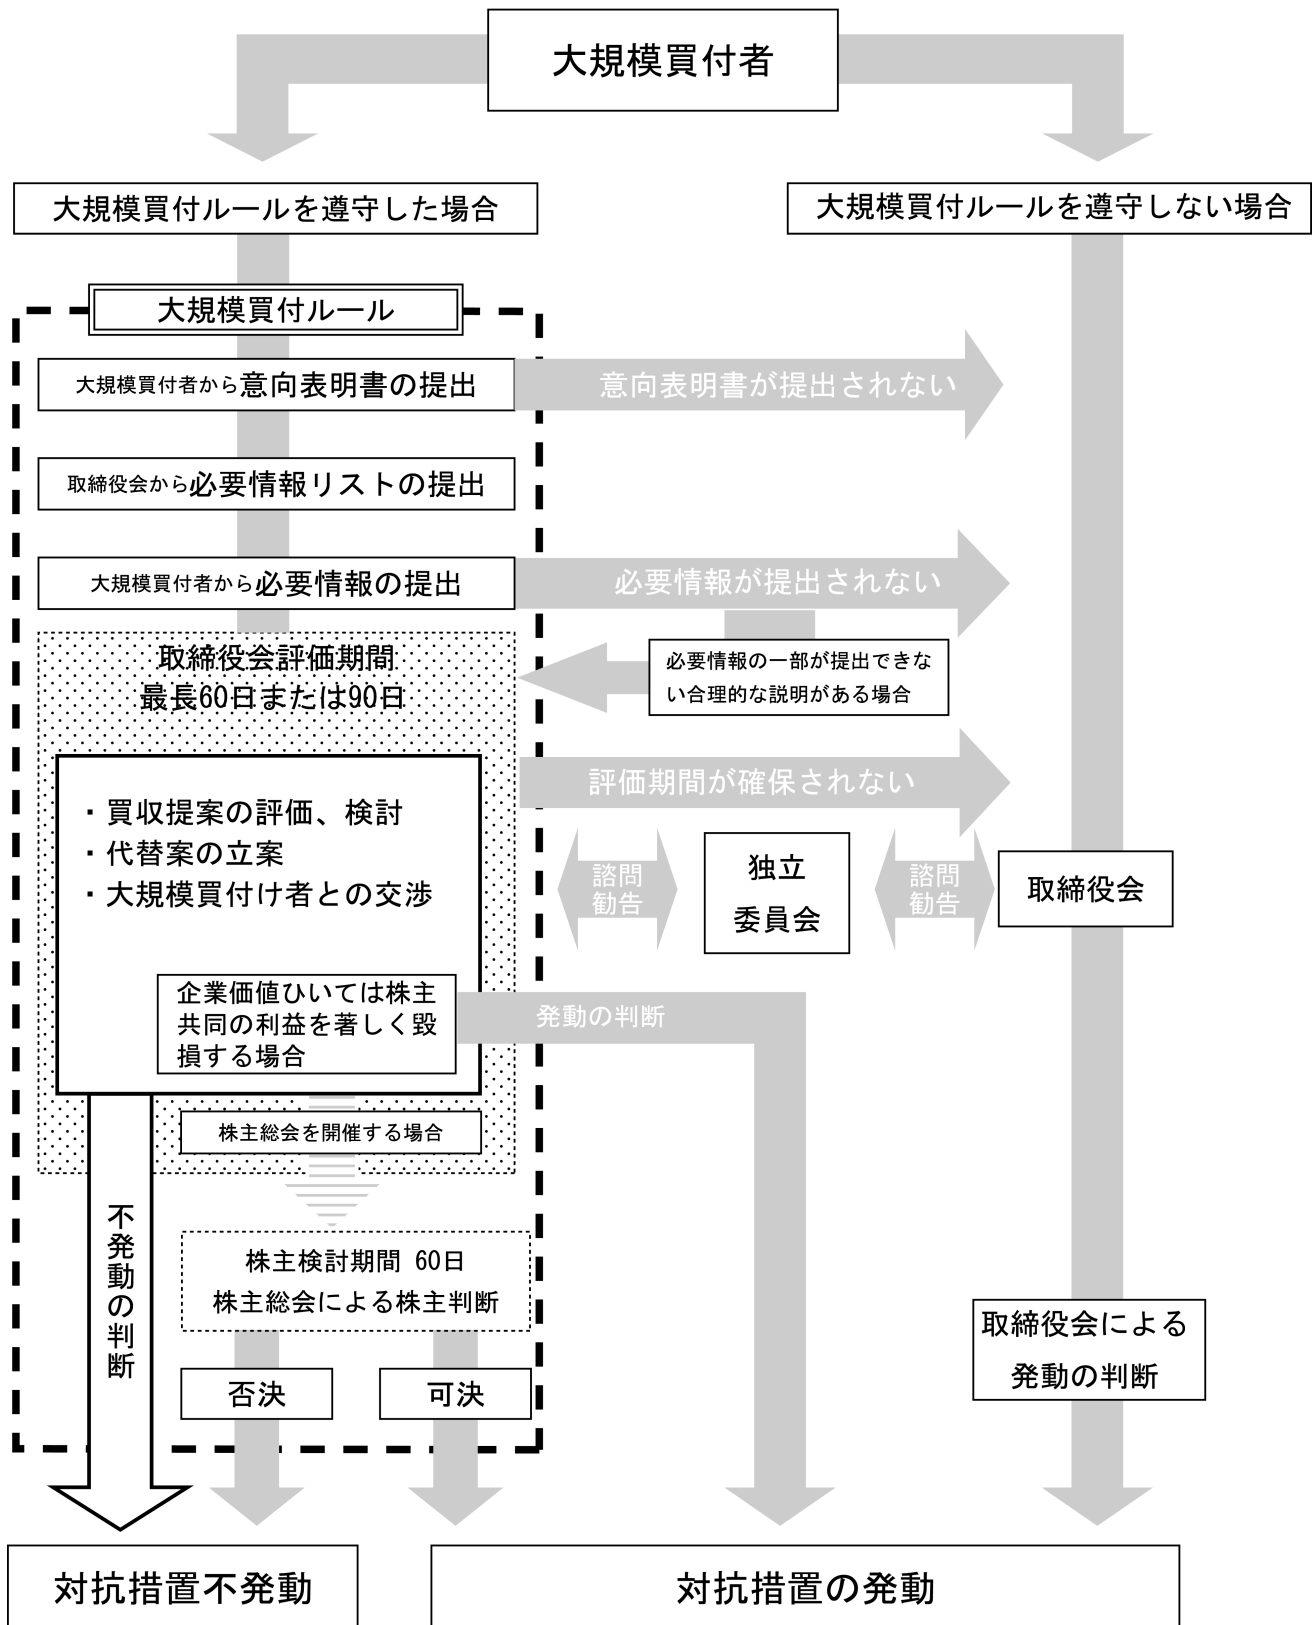 大規模買付者
大規模買付ルールを遵守した場合
大規模買付ルールを遵守しない場合
大規模買付ルール
大規模買付者から意向表明書の提出
意向表明書が提出されない
取締役会から必要情報リストの提出
大規模買付者から必要情報の提出
必要情報が提出されない
取締役会評価期間
最長60日または90日
必要情報の一部が提出できな
い合理的な説明がある場合
評価期間が確保されない
・買収提案の評価、検討
・代替案の立案
・大規模買付け者との交渉
諮問
勧告
独立
委員会
諮問
勧告
取締役会
企業価値ひいては株主
共同の利益を著しく毀
損する場合
発動の判断
株主総会を開催する場合
不発動の判断
株主検討期間 60日
株主総会による株主判断
取締役会による
発動の判断
否決
可決
対抗措置不発動
対抗措置の発動